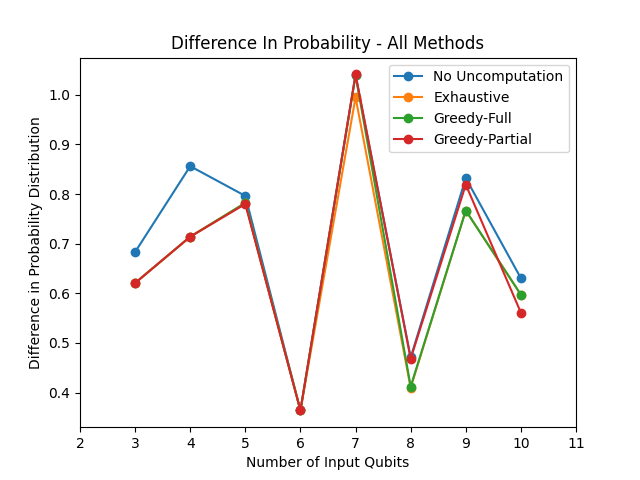 Difference In Probability - All Methods
No Uncomputation
Exhaustive
Greedy-Full
Greedy-Partial
Difference in Probability Distribution
1.0
0.9
0.8
0.7
0.6
0.5
0.4
2 3 4 5 6 7 8 9 10 11
Number of Input Qubits